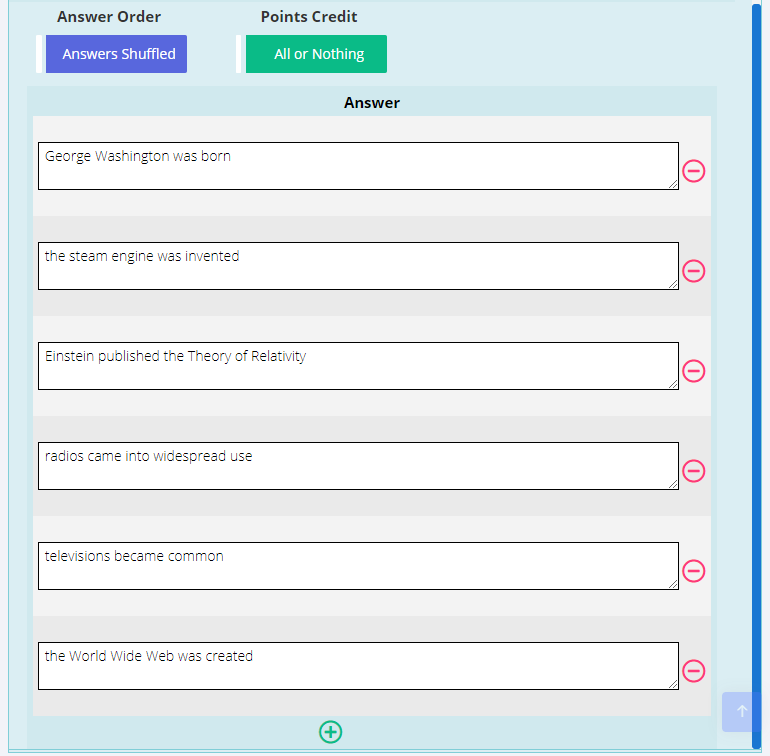 Answer Order
Points Credit
Answers Shuffled
All or Nothing
Answer
George Washington was born
the steam engine was invented
Einstein published the Theory of Relativity
radios came into widespread use
televisions became common
the World Wide Web was created